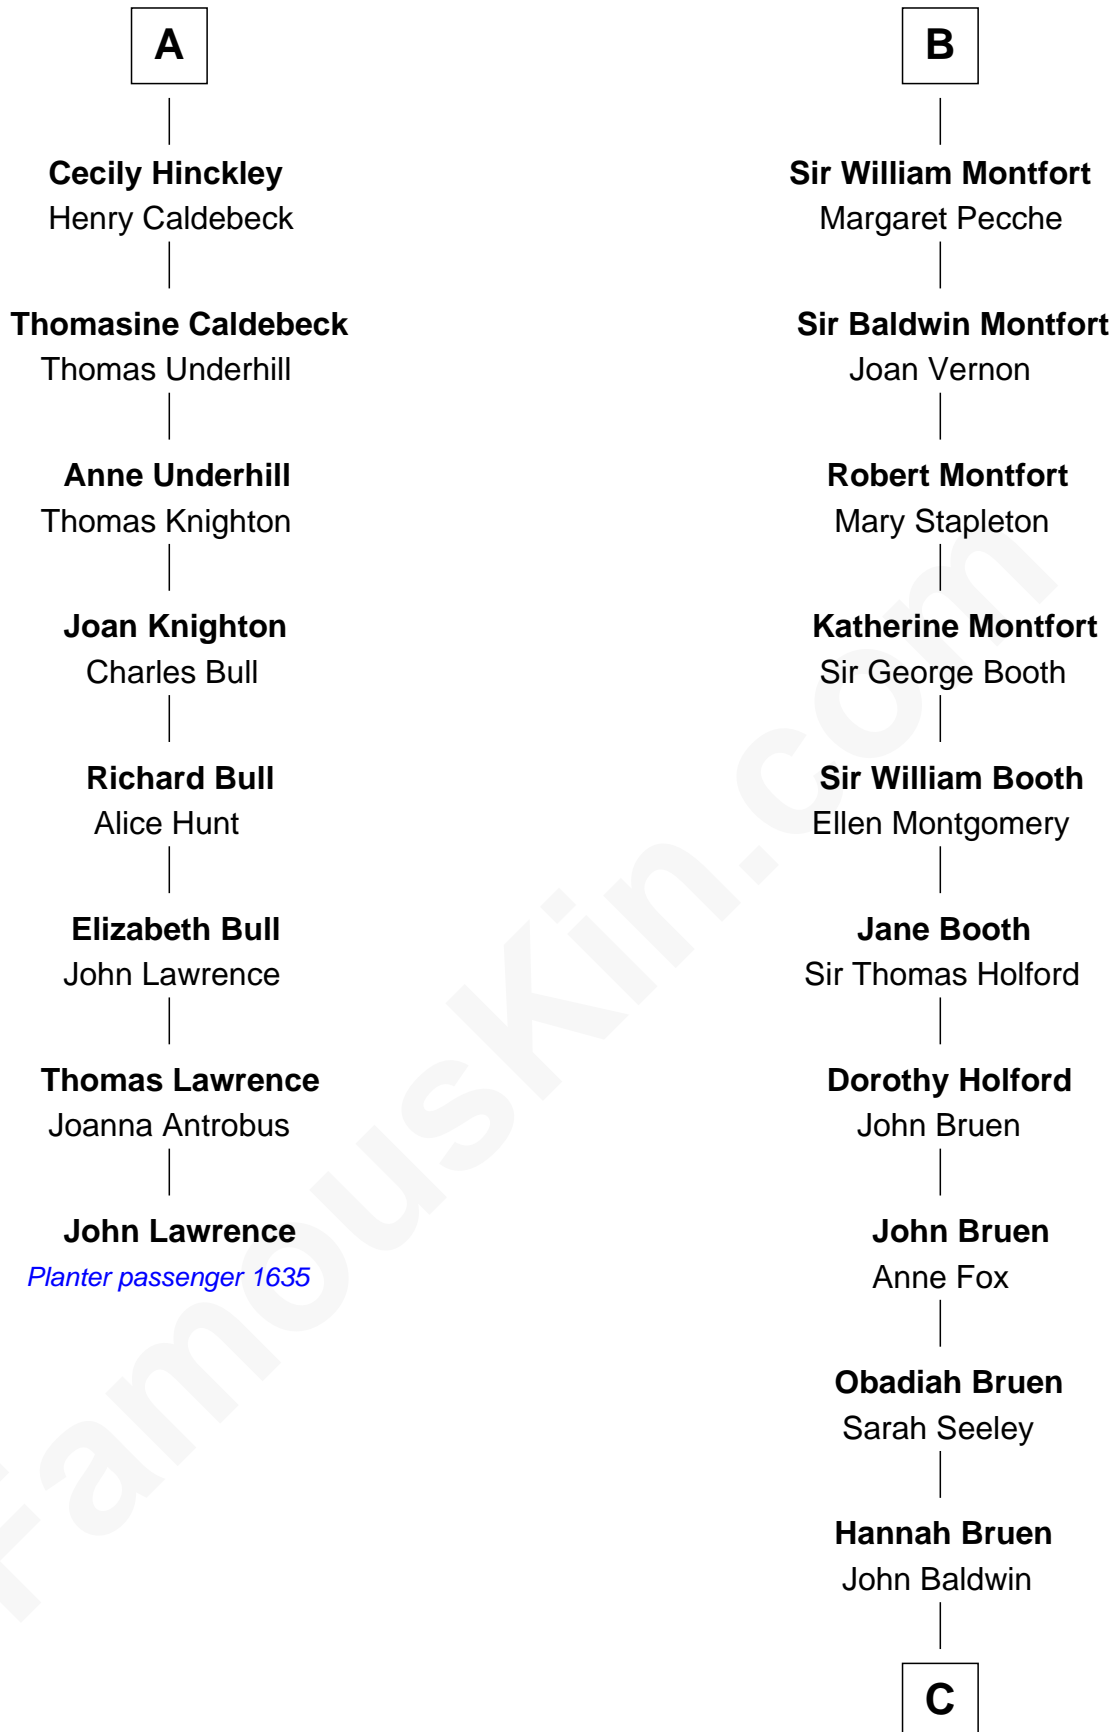 A
Cecily Hinckley
Henry Caldebeck
Thomasine Caldebeck
Thomas Underhill
Anne Underhill
Thomas Knighton
Joan Knighton
Charles Bull
Richard Bull
Alice Hunt
Elizabeth Bull
John Lawrence
Thomas Lawrence
Joanna Antrobus
John Lawrence
Planter passenger 1635
B
Sir William Montfort
Margaret Pecche
Sir Baldwin Montfort
Joan Vernon
Robert Montfort
Mary Stapleton
Katherine Montfort
Sir George Booth
Sir William Booth
Ellen Montgomery
Jane Booth
Sir Thomas Holford
Dorothy Holford
John Bruen
John Bruen
Anne Fox
Obadiah Bruen
Sarah Seeley
Hannah Bruen
John Baldwin
C
FamousKin.com